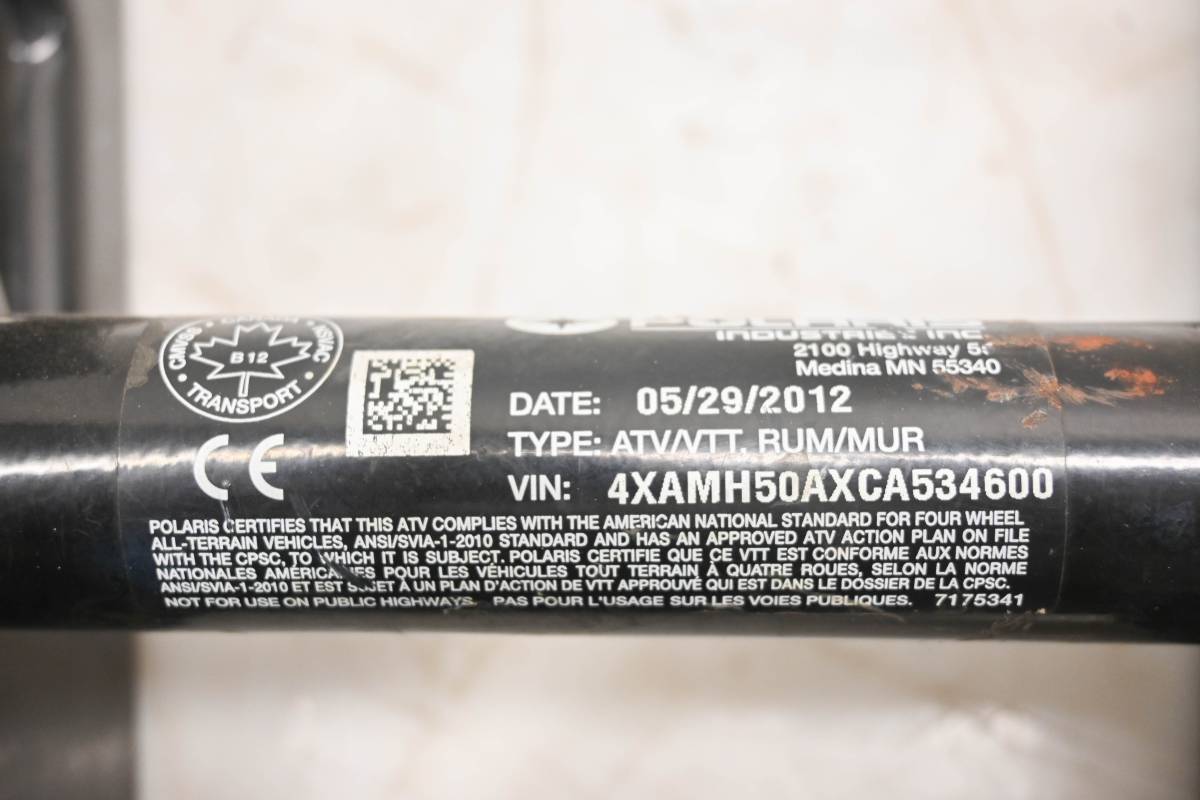 CANADA
CMVSS NSVAC
B 12
TRANSPORT
POLARIS
INDUSTRIES INC
2100 Highway 5
Medina MN 55340
DATE: 05/29/2012
TYPE: ATV/VTT, RUM/MUR
VIN: 4XAMH50AXCA534600
CE
POLARIS CERTIFIES THAT THIS ATV COMPLIES WITH THE AMERICAN NATIONAL STANDARD FOR FOUR WHEEL
ALL-TERRAIN VEHICLES, ANSI/SVIA-1-2010 STANDARD AND HAS AN APPROVED ATV ACTION PLAN ON FILE
WITH THE CPSC, TO WHICH IT IS SUBJECT. POLARIS CERTIFIE QUE CE VTT EST CONFORME AUX NORMES
NATIONALES AMÉRICAINES POUR LES VÉHICULES TOUT TERRAIN À QUATRE ROUES, SELON LA NORME
ANSI/SVIA-1-2010 ET EST SUJET À UN PLAN D'ACTION DE VTT APPROUVÉ QUI EST DANS LE DOSSIER DE LA CPSC.
NOT FOR USE ON PUBLIC HIGHWAYS. PAS POUR L'USAGE SUR LES VOIES PUBLIQUES. 7175341